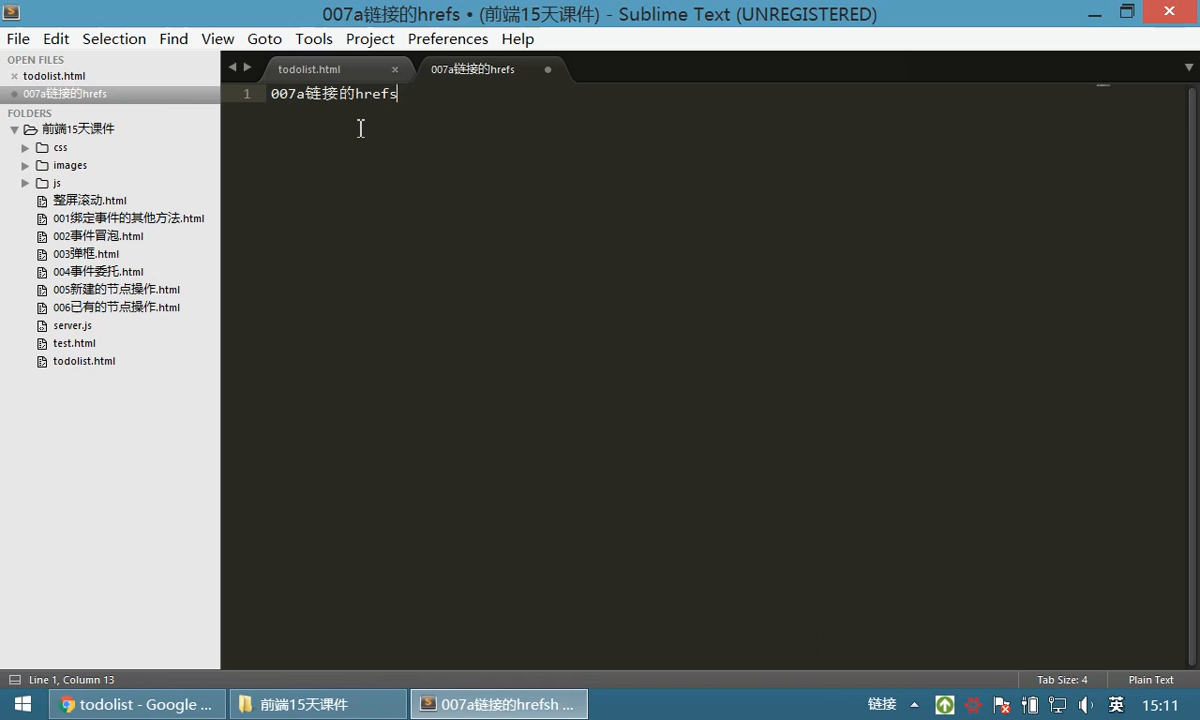 007a链接的hrefs • (前端15天课件) - Sublime Text (UNREGISTERED)
File Edit Selection Find View Goto Tools Project Preferences Help
OPEN FILES
todolist.html
007a链接的hrefs
FOLDERS
前端15天课件
css
images
js
整屏滚动.html
001绑定事件的其他方法.html
002事件冒泡.html
003弹框.html
004事件委托.html
005新建的节点操作.html
006已有的节点操作.html
server.js
test.html
todolist.html
todolist.html 007a链接的hrefs
1 007a链接的hrefs
Line 1, Column 13 Tab Size: 4 Plain Text
todolist - Google ... 前端15天课件 007a链接的hrefsh ... 链接 英 15:11